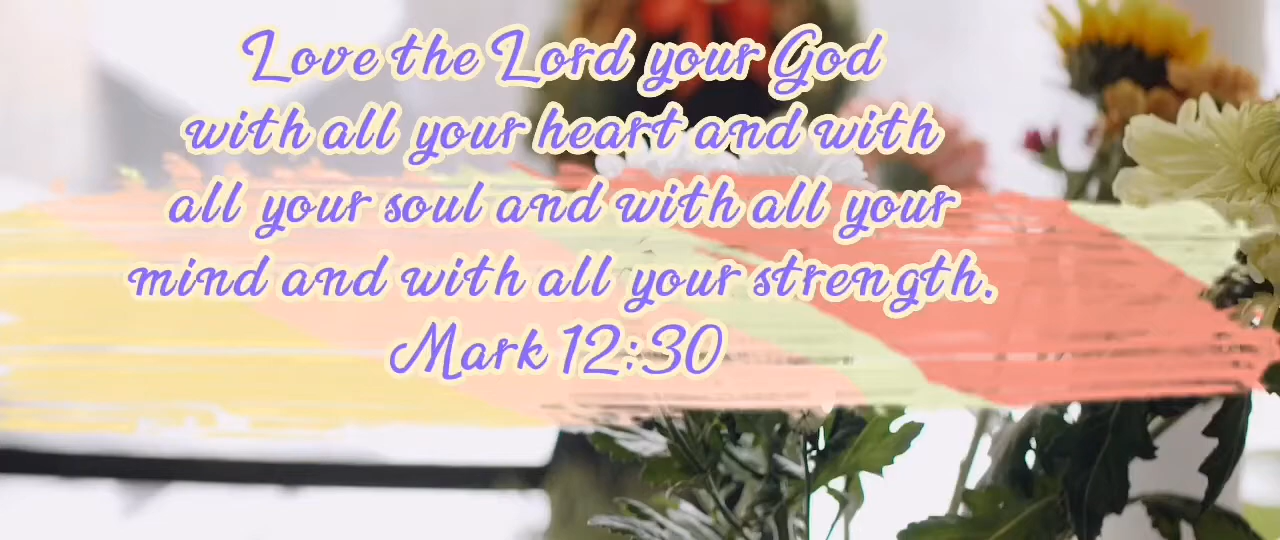 Love the Lord your God
with all your heart and with
all your soul and with all your
mind and with all your strength.
Mark 12:30